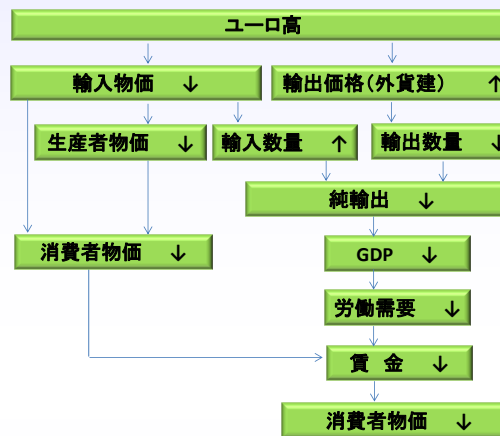 ユーロ高
輸入物価 ↓
輸出価格(外貨建) ↑
生産者物価 ↓
輸入数量 ↑
輸出数量 ↓
純輸出 ↓
消費者物価 ↓
GDP ↓
労働需要 ↓
賃 金 ↓
消費者物価 ↓